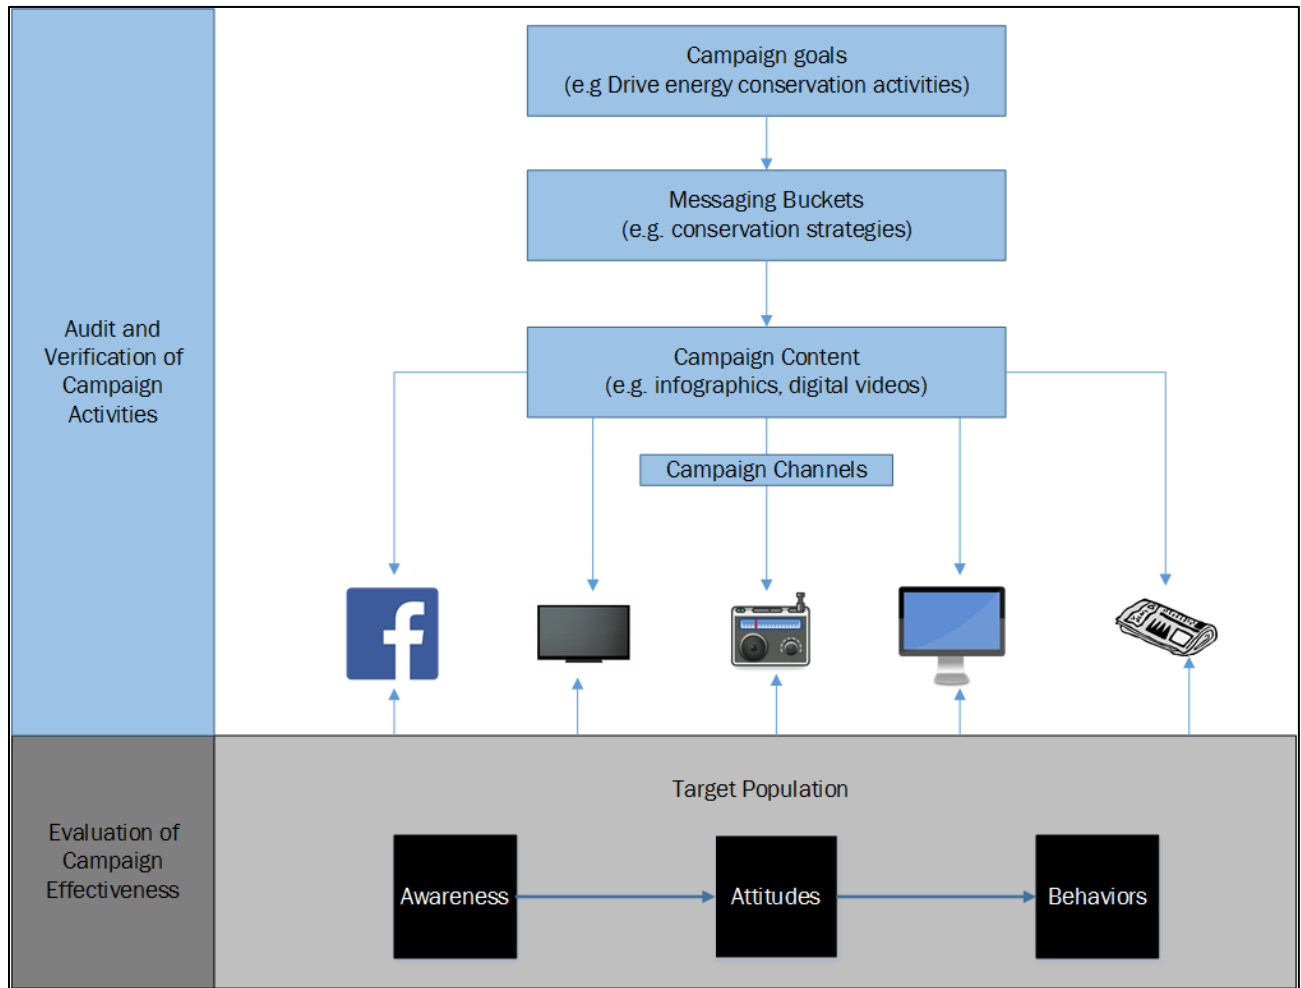 Campaign goals
(e.g Drive energy conservation activities)
Messaging Buckets
(e.g. conservation strategies)
Audit and
Verification of
Campaign
Activities
Campaign Content
(e.g. infographics, digital videos)
Campaign Channels
f
Target Population
Evaluation of
Campaign
Effectiveness
Awareness
Attitudes
Behaviors